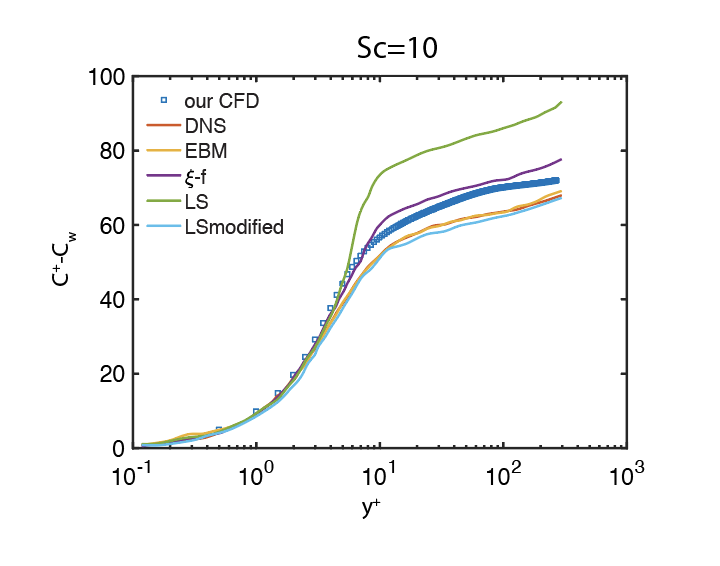 Sc=10
100
80
60
40
20
0
C⁺-C_w
our CFD
DNS
EBM
ξ-f
LS
LSmodified
10⁻¹ 10⁰ 10¹ 10² 10³
y⁺